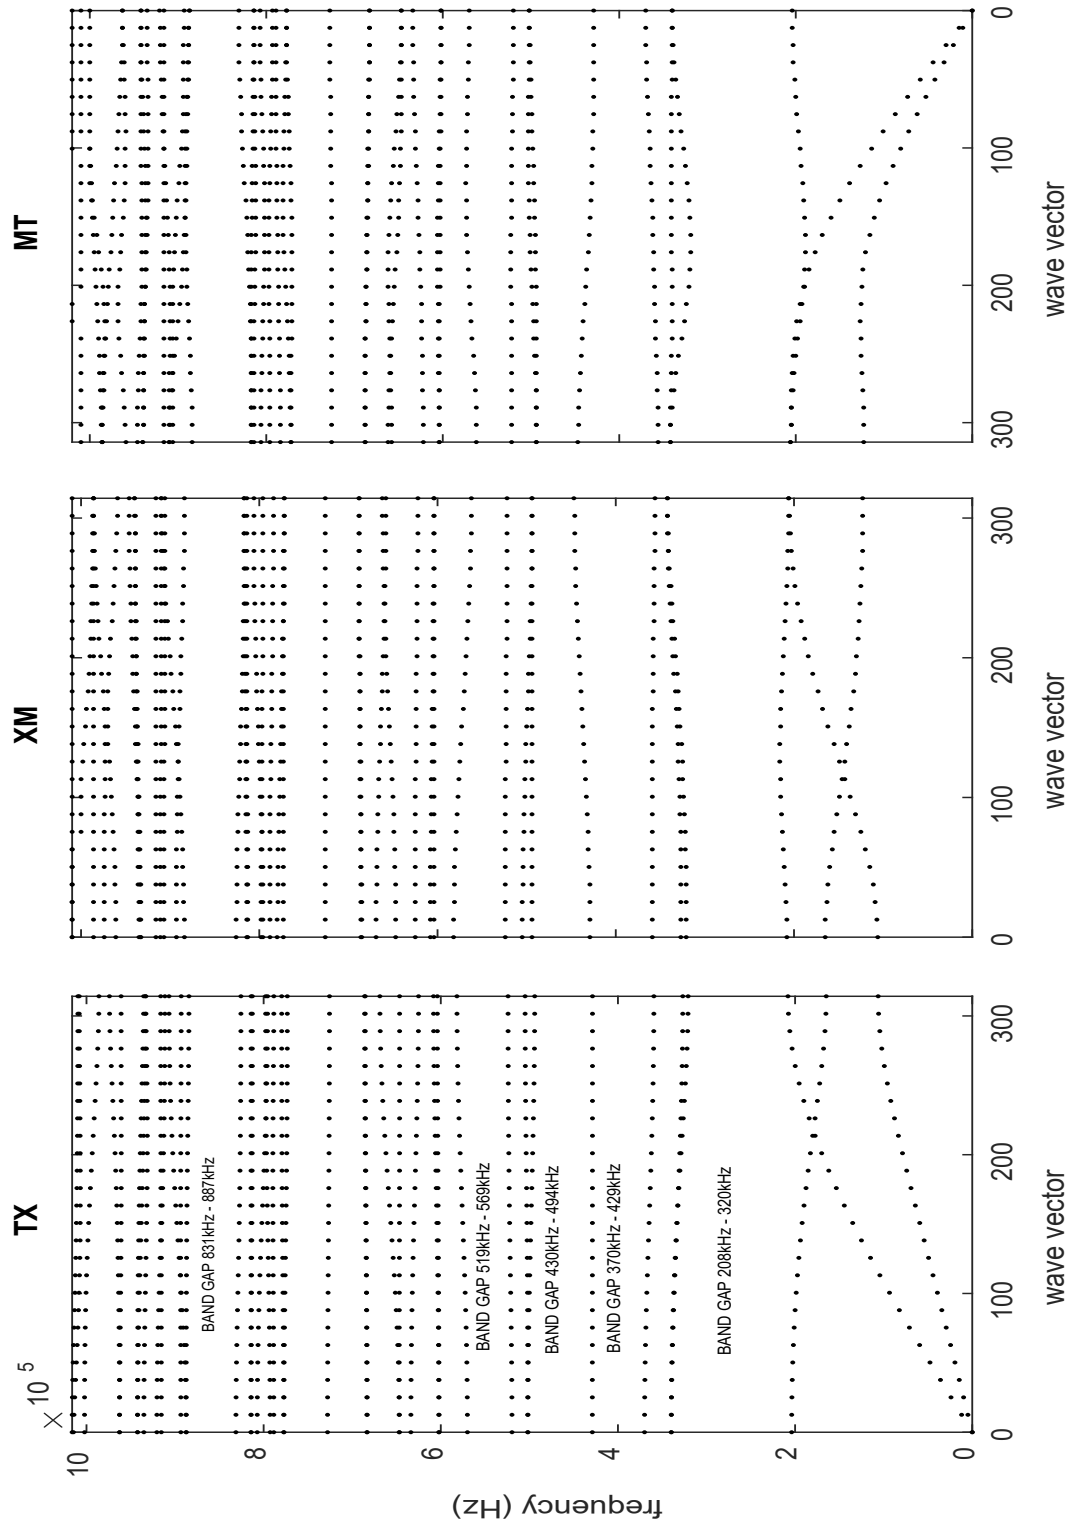 × 10 5
TX
XM
MT
frequency (Hz)
10
8
6
4
2
0
BAND GAP 831kHz - 887kHz
BAND GAP 519kHz - 569kHz
BAND GAP 430kHz - 494kHz
BAND GAP 370kHz - 429kHz
BAND GAP 208kHz - 320kHz
0 100 200 300
wave vector
0 100 200 300
wave vector
300 200 100 0
wave vector